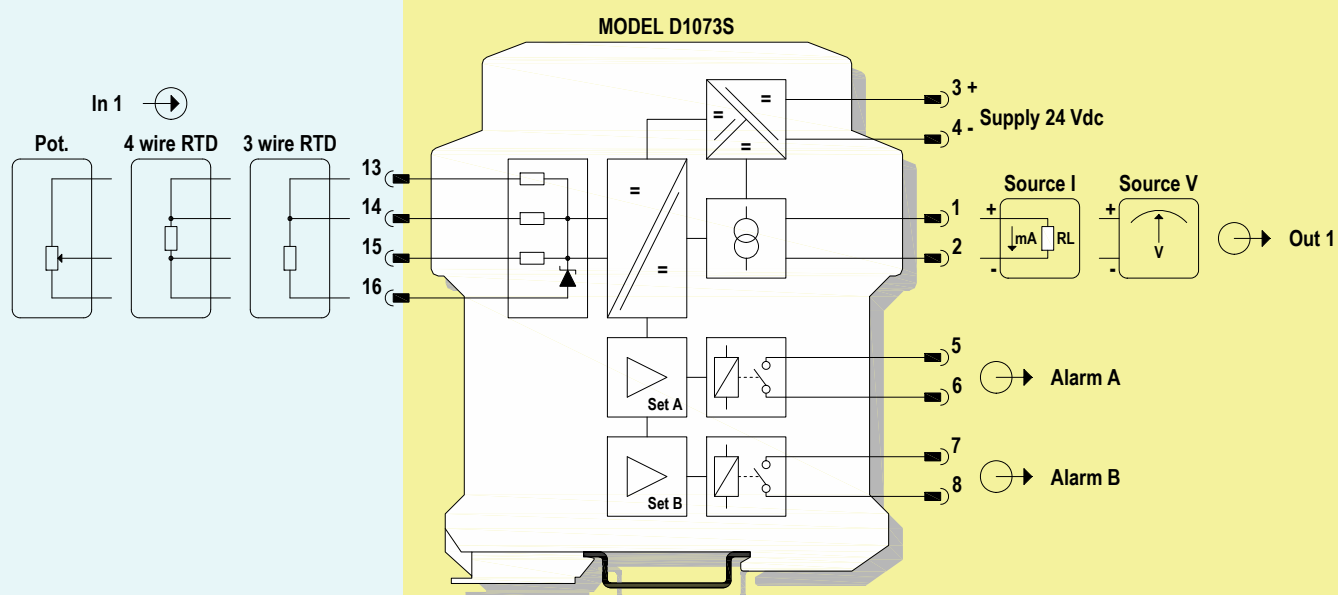 MODEL D1073S
In 1
Pot.
4 wire RTD
3 wire RTD
13
14
15
16
=
=
=
=
=
3 +
4 -
Supply 24 Vdc
1
2
Source I
+
mA
RL
-
Source V
+
V
-
Out 1
Set A
5
6
Alarm A
Set B
7
8
Alarm B